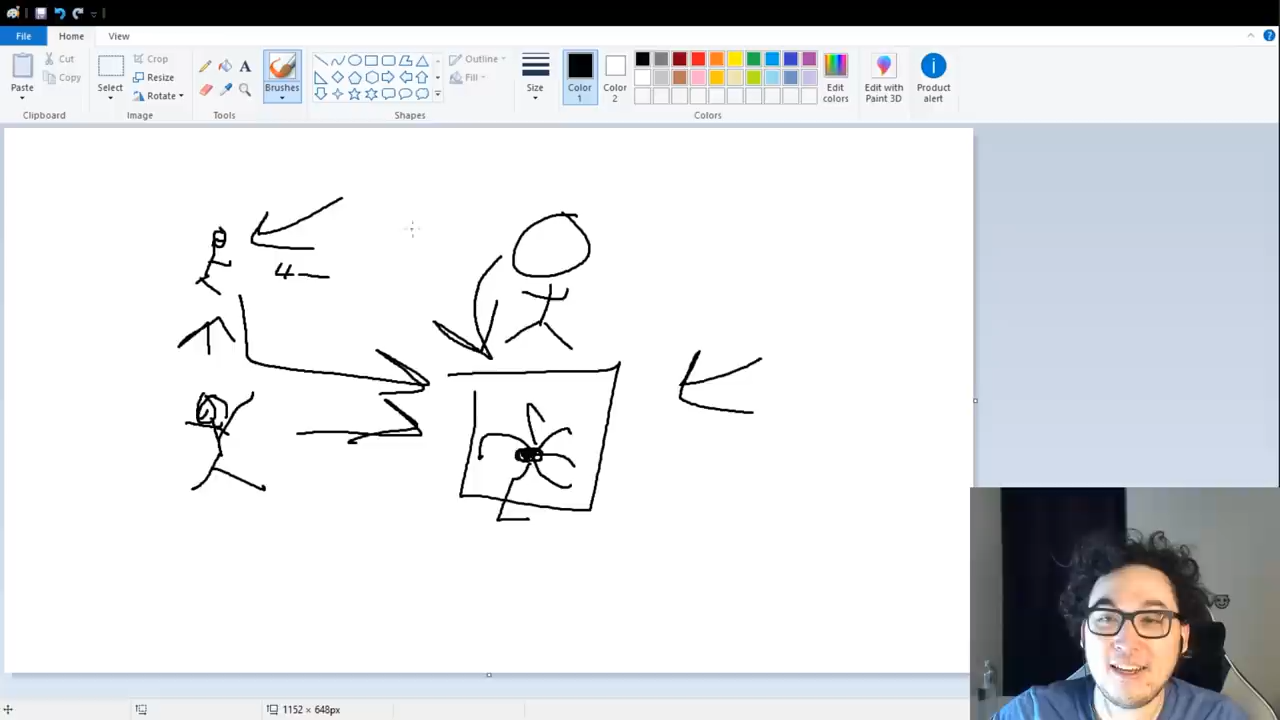 File Home View
Paste
Cut
Copy
Clipboard
Select
Crop
Resize
Rotate
Image
Tools
Brushes
Outline
Fill
Shapes
Size
Color 1
Color 2
Edit colors
Colors
Edit with Paint 3D
Product alert
4
1152 × 648px